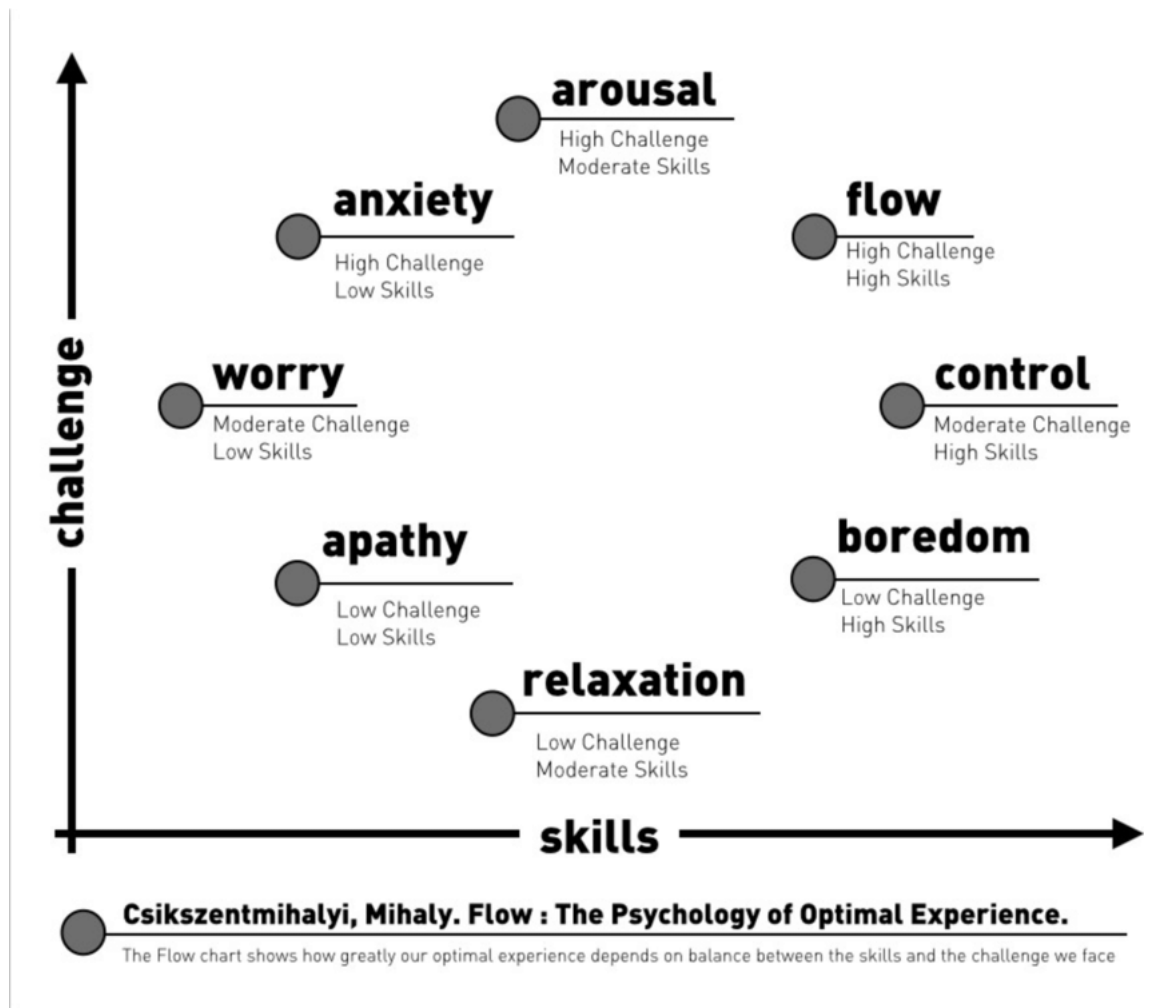 arousal
High Challenge
Moderate Skills
anxiety
High Challenge
Low Skills
flow
High Challenge
High Skills
challenge
worry
Moderate Challenge
Low Skills
control
Moderate Challenge
High Skills
apathy
Low Challenge
Low Skills
boredom
Low Challenge
High Skills
relaxation
Low Challenge
Moderate Skills
skills
Csikszentmihalyi, Mihaly. Flow : The Psychology of Optimal Experience.
The Flow chart shows how greatly our optimal experience depends on balance between the skills and the challenge we face